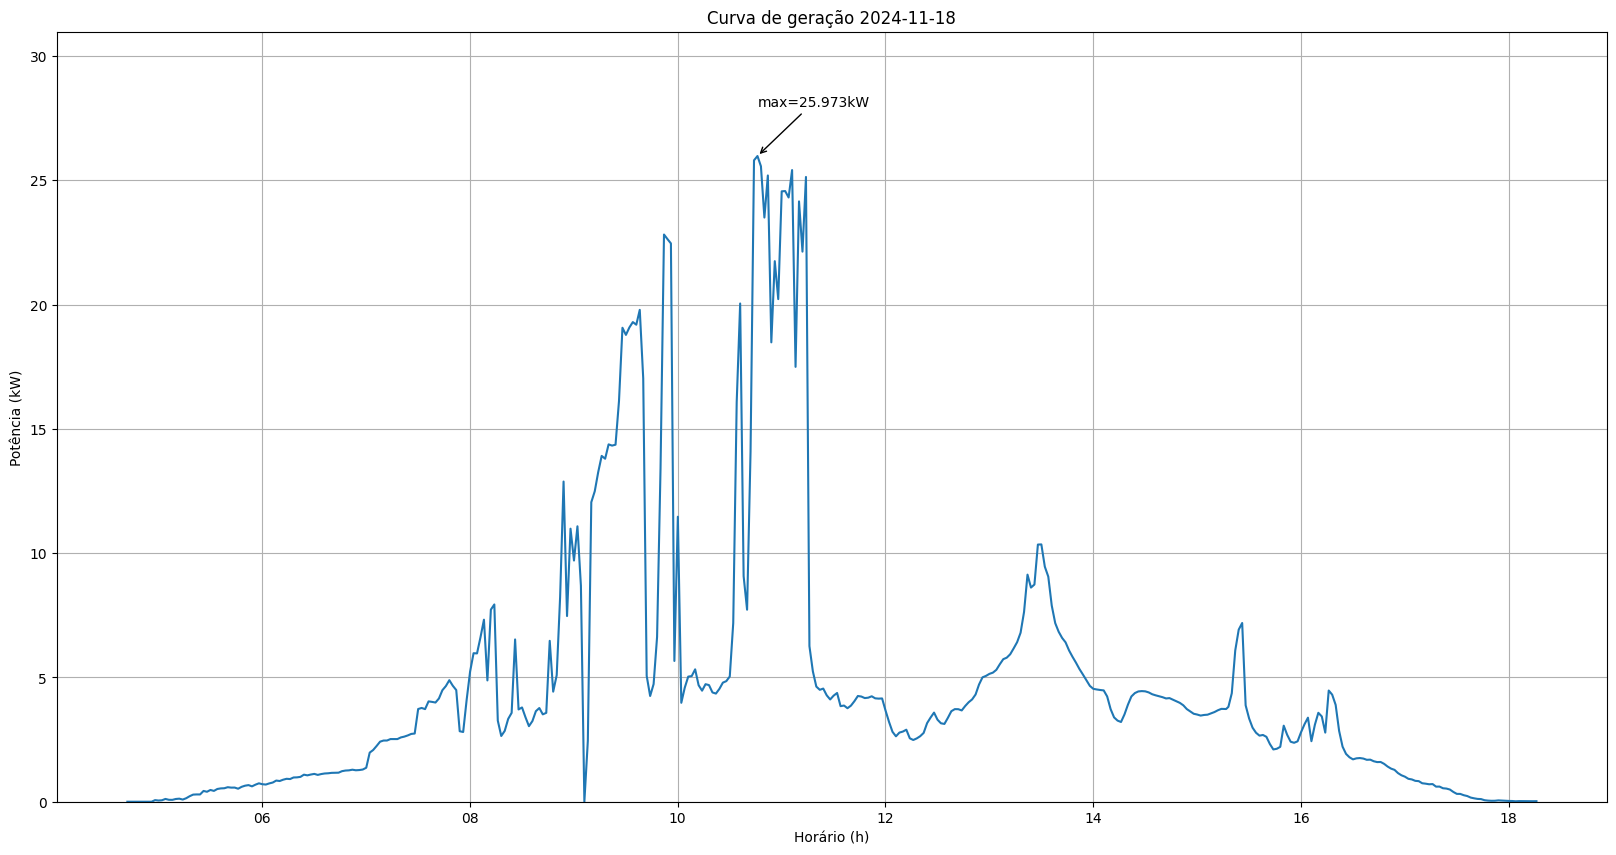 Curva de geração 2024-11-18
30
max=25.973kW
25
20
15
10
5
0
Potência (kW)
06 08 10 12 14 16 18
Horário (h)